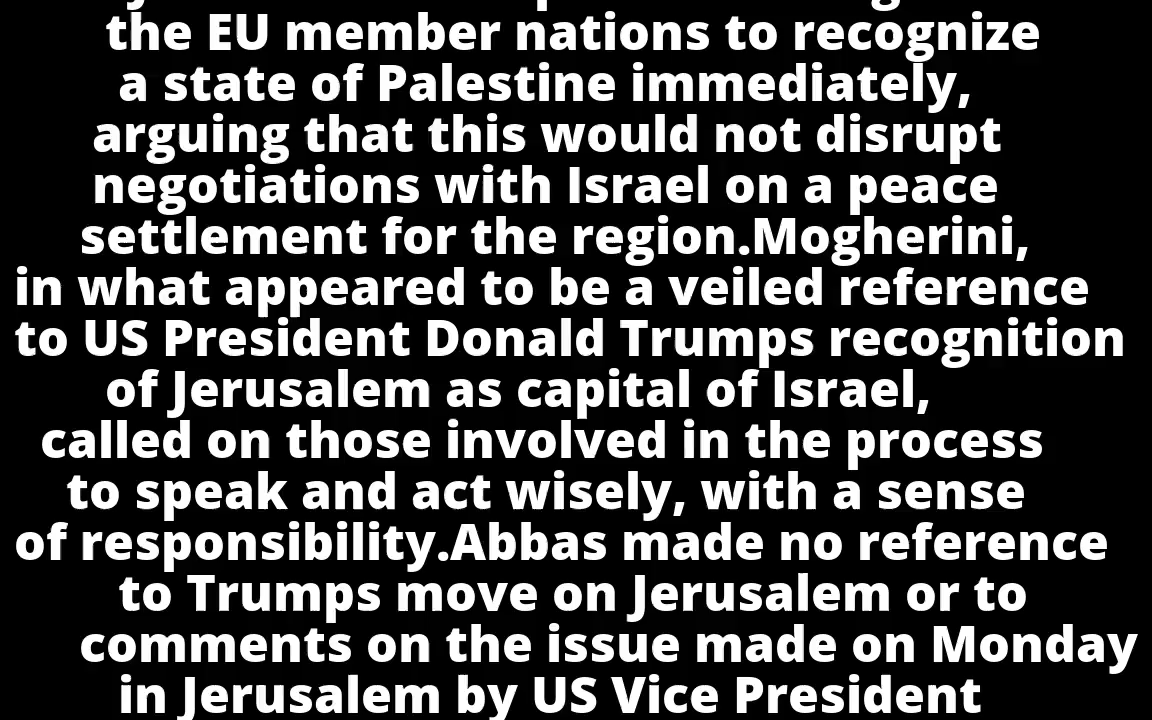 the EU member nations to recognize
a state of Palestine immediately,
arguing that this would not disrupt
negotiations with Israel on a peace
settlement for the region.Mogherini,
in what appeared to be a veiled reference
to US President Donald Trumps recognition
of Jerusalem as capital of Israel,
called on those involved in the process
to speak and act wisely, with a sense
of responsibility.Abbas made no reference
to Trumps move on Jerusalem or to
comments on the issue made on Monday
in Jerusalem by US Vice President